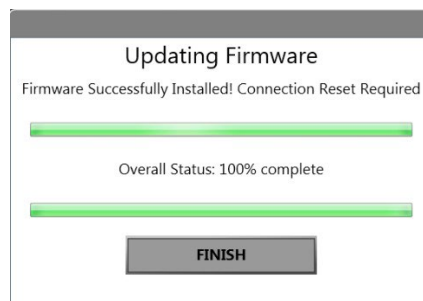 Updating Firmware
Firmware Successfully Installed! Connection Reset Required
Overall Status: 100% complete
FINISH